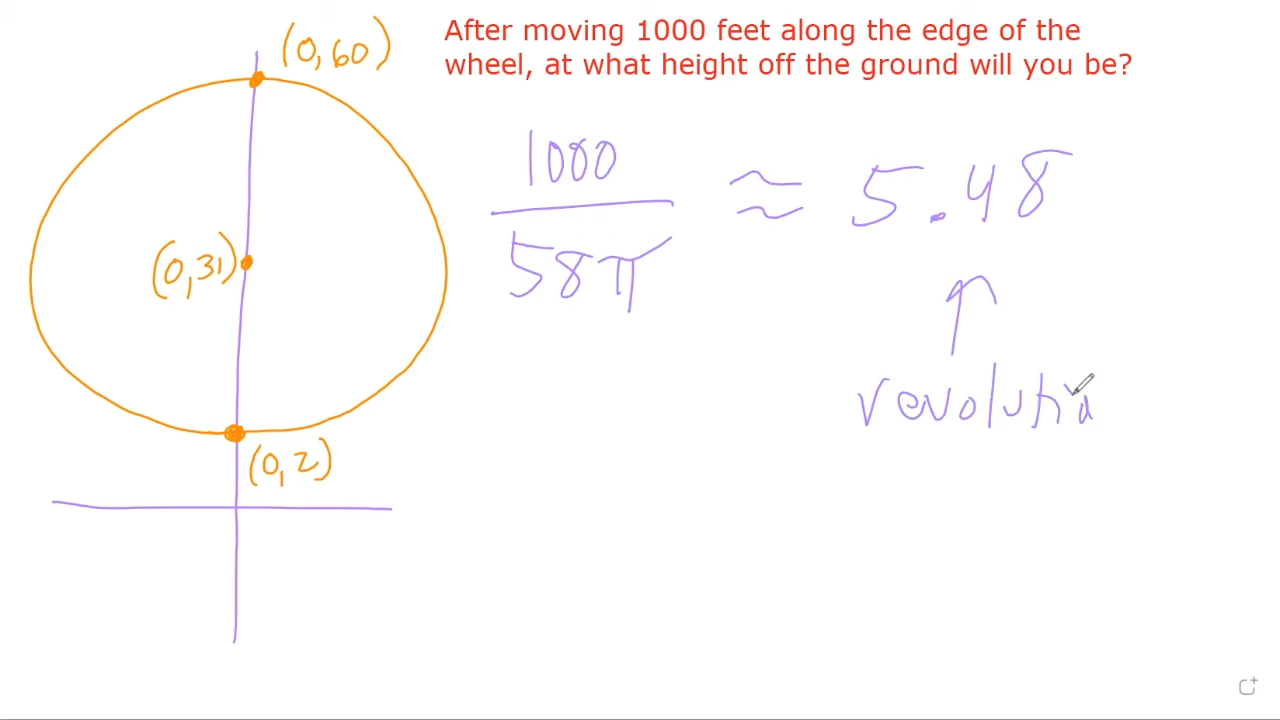 (0,60)
After moving 1000 feet along the edge of the
wheel, at what height off the ground will you be?
1000
58π
≈ 5.48
(0,31)
revolutio
(0,2)